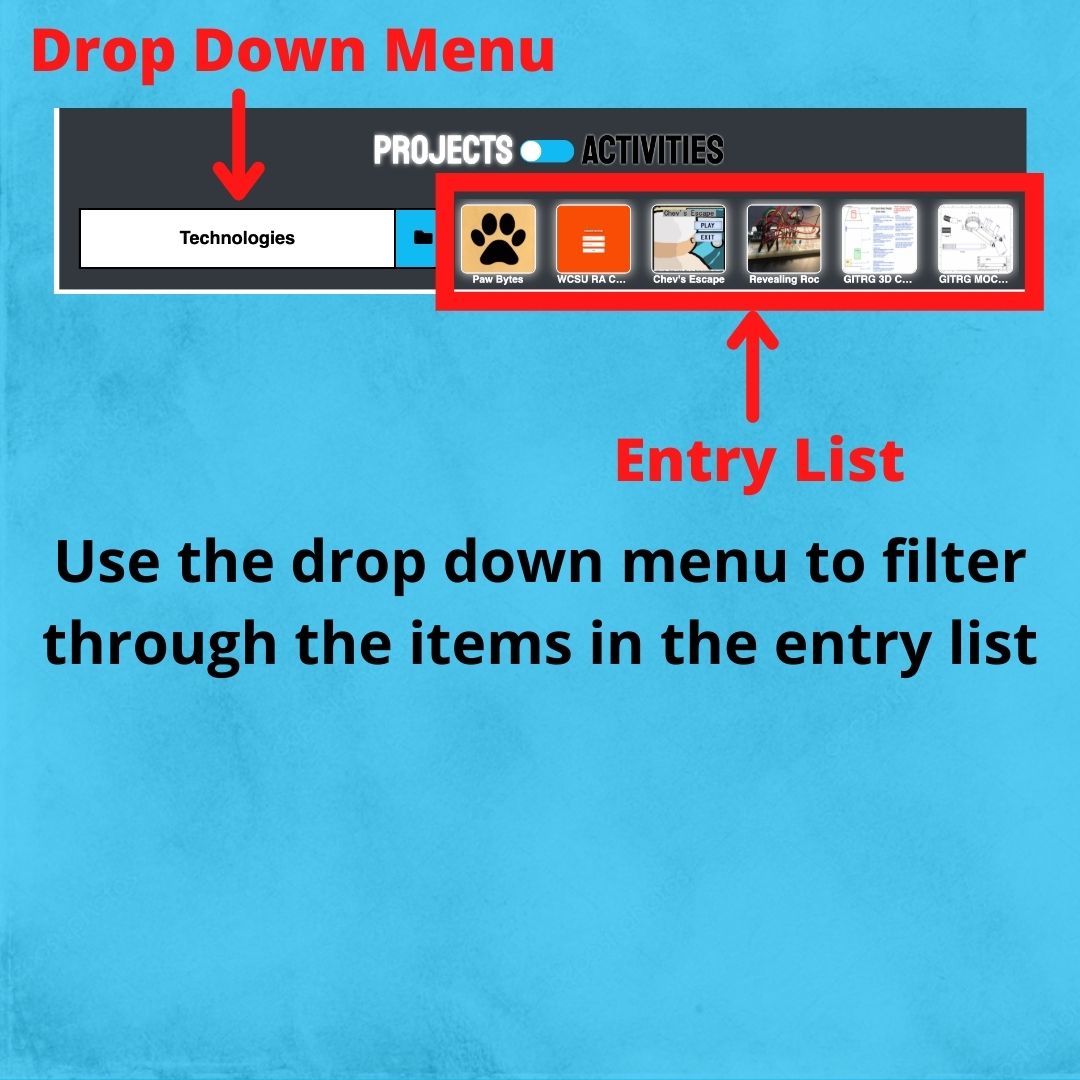 Drop Down Menu
PROJECTS ACTIVITIES
Technologies
Chev's Escape
PLAY
EXIT
Paw Bytes
WCSU RA C...
Chev's Escape
Revealing Roc
GITRG 3D C...
GITRG MOC...
Entry List
Use the drop down menu to filter
through the items in the entry list